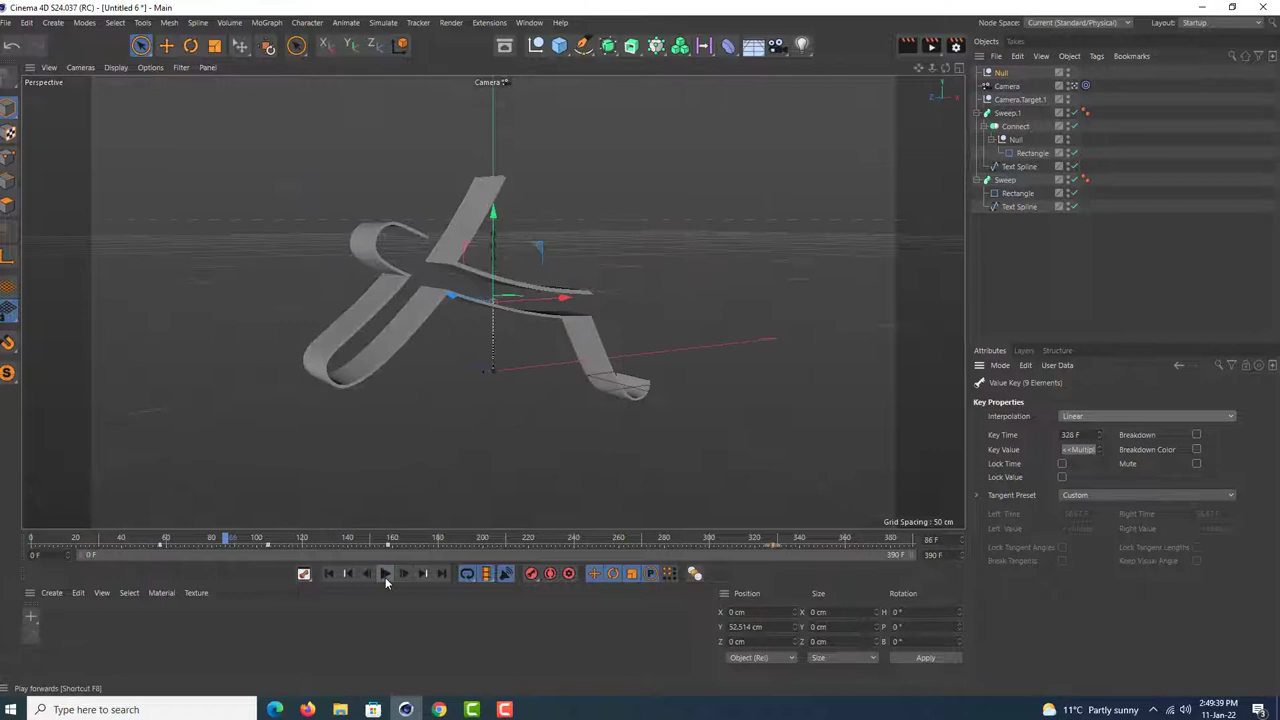 Cinema 4D S24.037 (RC) - [Untitled 6 *] - Main
File Edit Create Modes Select Tools Mesh Spline Volume MoGraph Character Animate Simulate Tracker Render Extensions Window Help Node Space: Current (Standard/Physical) Layout: Startup
X Y Z
Objects Takes
View Cameras Display Options Filter Panel
File Edit View Object Tags Bookmarks
Perspective
Camera
Null
Camera
Camera.Target.1
Y
Z X
Sweep.1
Connect
Null
Rectangle
Text Spline
Sweep
Rectangle
Text Spline
Attributes Layers Structure
Mode Edit User Data
Value Key (9 Elements)
Key Properties
Interpolation Linear
Key Time 328 F Breakdown
Key Value <<Multipl Breakdown Color
Lock Time Mute
Lock Value
Tangent Preset Custom
Left Time Right Time
Left Value Right Value
Lock Tangent Angles Lock Tangent Lengths
Break Tangents Keep Value Angle
Grid Spacing : 50 cm
0 20 40 60 80 86 100 120 140 160 180 200 220 240 260 280 300 320 340 360 380 86 F
0 F 0 F 390 F 390 F
P
Create Edit View Select Material Texture
Position Size Rotation
X 0 cm X 0 cm H 0 °
Y 52.514 cm Y 0 cm P 0 °
Z 0 cm Z 0 cm B 0 °
Object (Rel) Size Apply
Play forwards [Shortcut F8]
Type here to search
11°C Partly sunny
2:49:39 PM
11-Jan-22